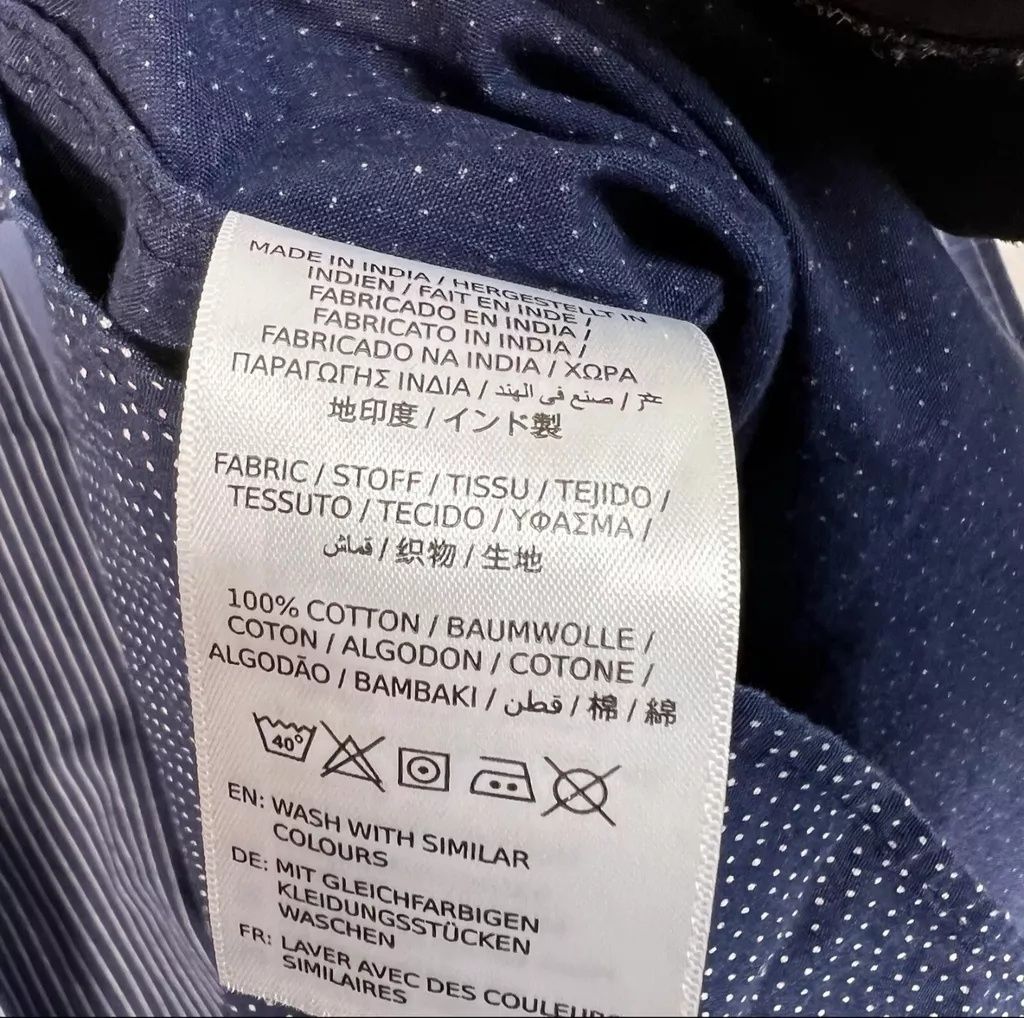 MADE IN INDIA / HERGESTELLT IN
INDIEN / FAIT EN INDE /
FABRICADO EN INDIA /
FABRICATO IN INDIA /
FABRICADO NA INDIA / ΧΩΡΑ
ΠΑΡΑΓΩΓΗΣ ΙΝΔΙΑ / صنع في الهند / 产
地印度 / インド製
FABRIC / STOFF / TISSU / TEJIDO /
TESSUTO / TECIDO / ΥΦΑΣΜΑ /
قماش / 织物 / 生地
100% COTTON / BAUMWOLLE /
COTON / ALGODON / COTONE /
ALGODÃO / BAMBAKI / قطن / 棉 / 綿
40°
EN: WASH WITH SIMILAR
COLOURS
DE: MIT GLEICHFARBIGEN
KLEIDUNGSSTÜCKEN
WASCHEN
FR: LAVER AVEC DES COULEURS
SIMILAIRES